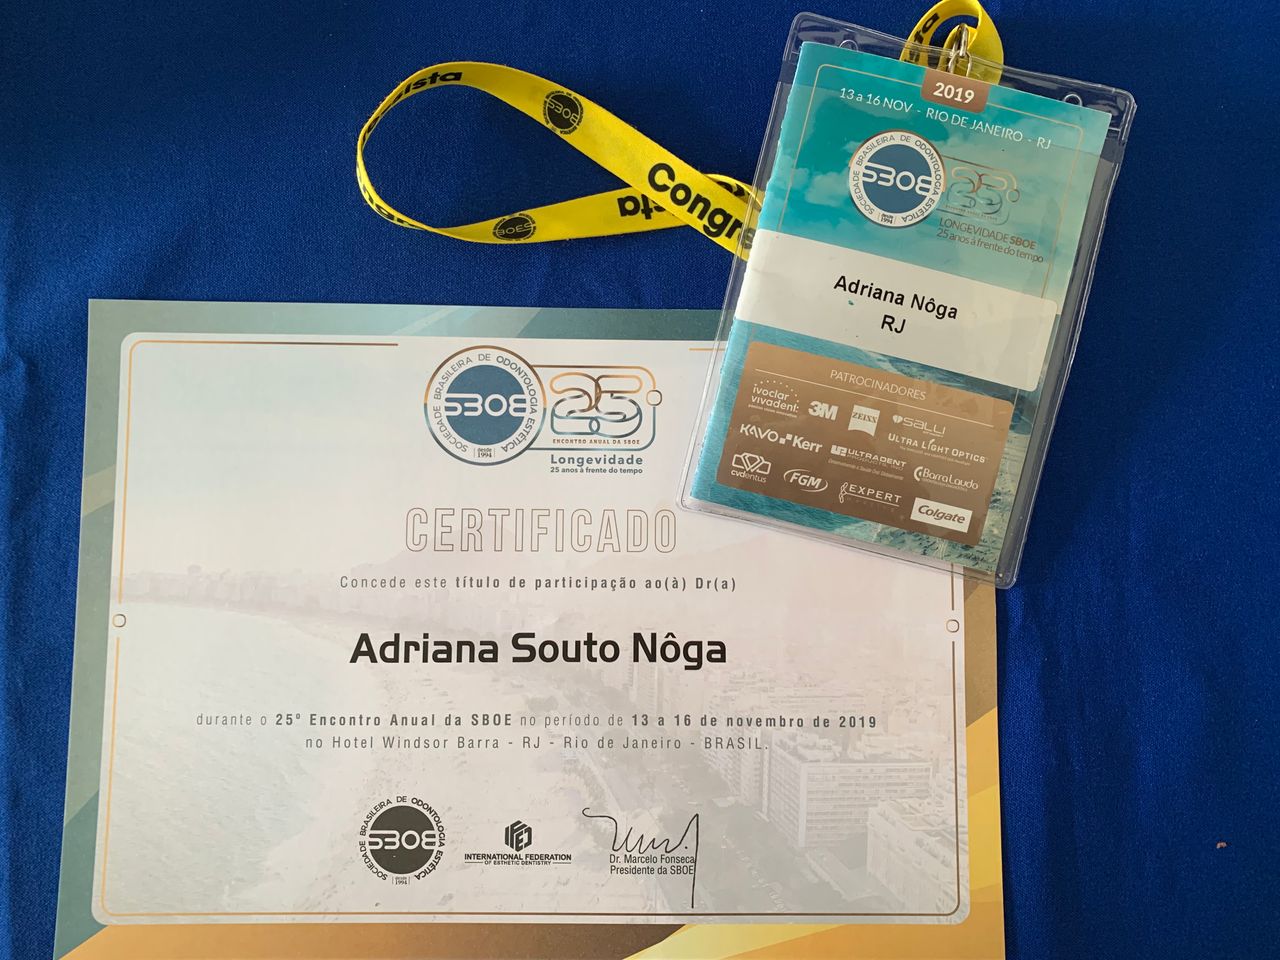 Congre
2019
13 a 16 NOV - RIO DE JANEIRO - RJ
SOCIEDADE BRASILEIRA DE ODONTOLOGIA ESTÉTICA
SBOE
desde 1994
25
LONGEVIDADE SBOE
25 anos à frente do tempo
Adriana Nôga
RJ
PATROCINADORES
ivoclar vivadent 3M ZEISS SALLI
ULTRA LIGHT OPTICS
KAVO Kerr ULTRADENT Barra Laudo
cvdentus FGM EXPERT Colgate
SOCIEDADE BRASILEIRA DE ODONTOLOGIA ESTÉTICA
SBOE
desde 1994
25
ENCONTRO ANUAL DA SBOE
Longevidade
25 anos à frente do tempo
CERTIFICADO
Concede este título de participação ao(à) Dr(a)
Adriana Souto Nôga
durante o 25º Encontro Anual da SBOE no período de 13 a 16 de novembro de 2019
no Hotel Windsor Barra - RJ - Rio de Janeiro - BRASIL.
SOCIEDADE BRASILEIRA DE ODONTOLOGIA ESTÉTICA
SBOE
desde 1994
INTERNATIONAL FEDERATION
OF ESTHETIC DENTISTRY
Dr. Marcelo Fonseca
Presidente da SBOE